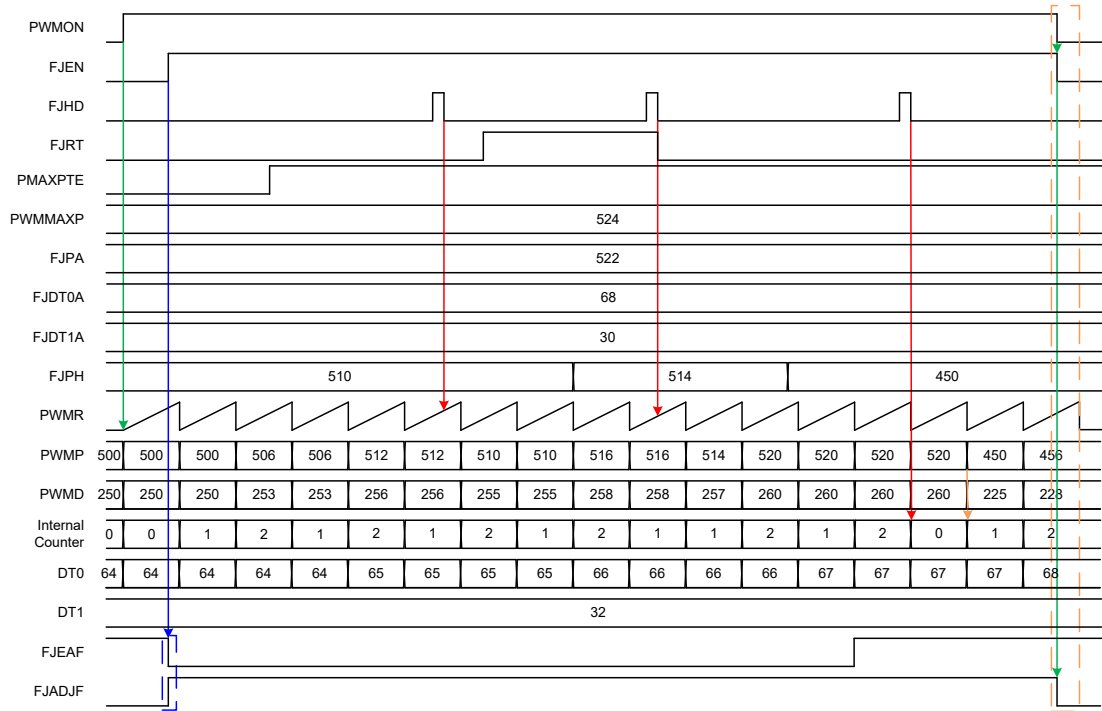 PWMON
FJEN
FJHD
FJRT
PMAXPTE
PWMMAXP 524
FJPA 522
FJDT0A 68
FJDT1A 30
FJPH 510 514 450
PWMR
PWMP 500 500 500 506 506 512 512 510 510 516 516 514 520 520 520 450 456
PWMD 250 250 250 253 253 256 256 255 255 258 258 257 260 260 260 260 225 228
Internal
Counter 0 0 1 2 1 2 1 2 1 2 1 1 2 1 2 0 1 2
DT0 64 64 64 64 64 65 65 65 65 66 66 66 66 67 67 67 67 68
DT1 32
FJEAF
FJADJF